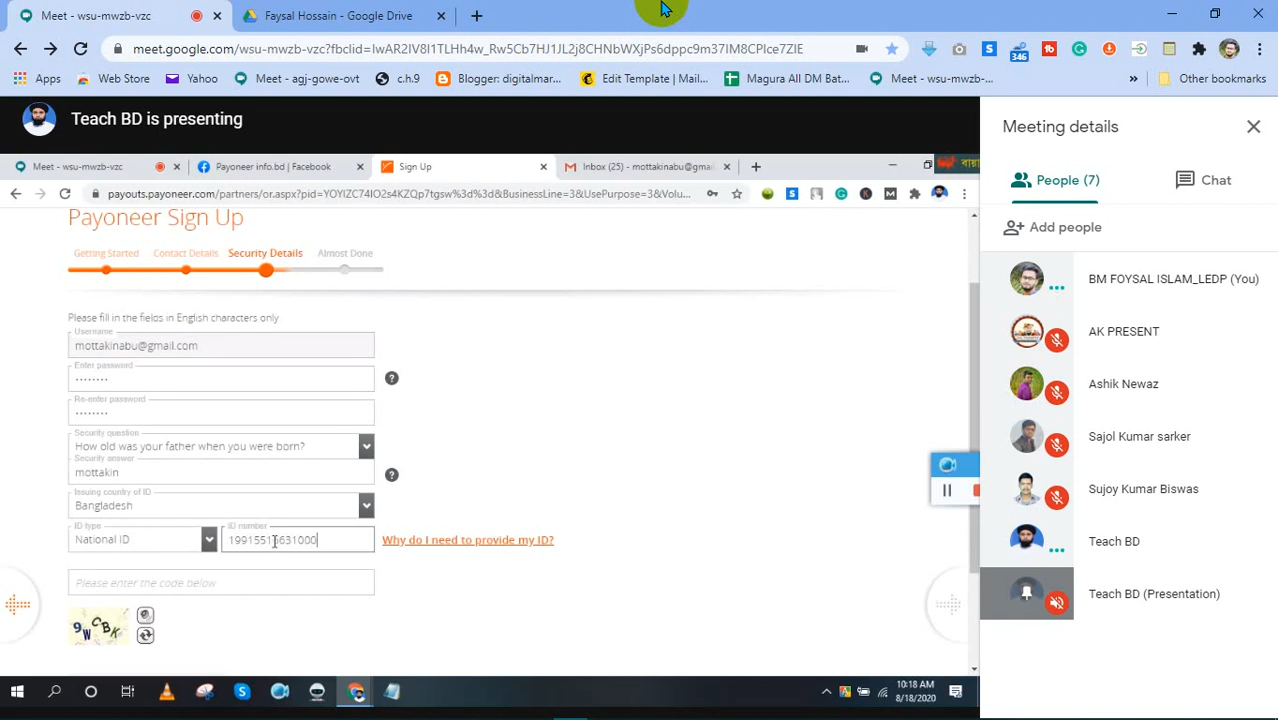 Meet - wsu-mwzb-vzc
Faysal Hossain - Google Account
meet.google.com/wsu-mwzb-vzc?fbclid=IwAR2IV8I1TLHh4w_Rw5Cb7HJ1JL2j8CHNbWXjPs6dppc9m37IM8CPIce7ZIE
346
Apps Web Store Yahoo Meet - agj-oege-ovt c.h.9 Blogger: digitalmar... Edit Template | Mail... Magura All DM Bat... Meet - wsu-mwzb-... » Other bookmarks
Teach BD is presenting
Meet - wsu-mwzb-vzc
Payoneer info.txt | Facebook
Sign Up
Inbox (25) - mottakinabu@gmail.
payouts.payoneer.com/partners/or.aspx?pid=
&BusinessLine=3&UsePurpose=3&Volu...
Payoneer Sign Up
Getting Started Contact Details Security Details Almost Done
Please fill in the fields in English characters only
Username
mottakinabu@gmail.com
Enter password
········
Re-enter password
········
Security question
How old was your father when you were born?
Security answer
mottakin
Issuing country of ID
Bangladesh
ID type
National ID
ID number
Why do I need to provide my ID?
Please enter the code below
9WCBK
10:18 AM
8/18/2020
Meeting details
People (7)
Chat
Add people
BM FOYSAL ISLAM_LEDP (You)
AK PRESENT
Ashik Newaz
Sajol Kumar sarker
Sujoy Kumar Biswas
Teach BD
Teach BD (Presentation)